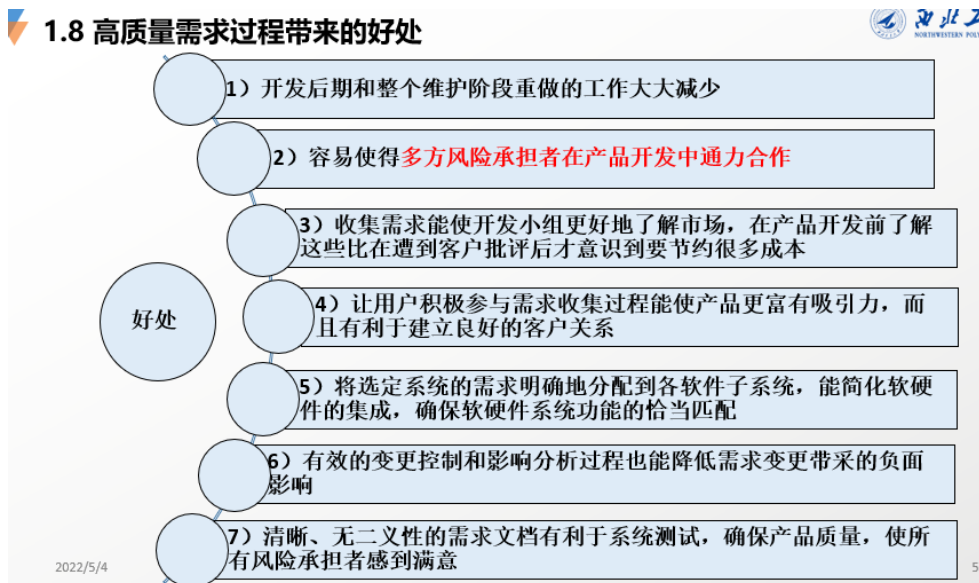 1.8 高质量需求过程带来的好处
NORTHWESTERN POLY
1）开发后期和整个维护阶段重做的工作大大减少
2）容易使得多方风险承担者在产品开发中通力合作
3）收集需求能使开发小组更好地了解市场，在产品开发前了解
这些比在遭到客户批评后才意识到要节约很多成本
好处
4）让用户积极参与需求收集过程能使产品更富有吸引力，而
且有利于建立良好的客户关系
5）将选定系统的需求明确地分配到各软件子系统，能简化软硬
件的集成，确保软硬件系统功能的恰当匹配
6）有效的变更控制和影响分析过程也能降低需求变更带采的负面
影响
7）清晰、无二义性的需求文档有利于系统测试，确保产品质量，使所
有风险承担者感到满意
2022/5/4